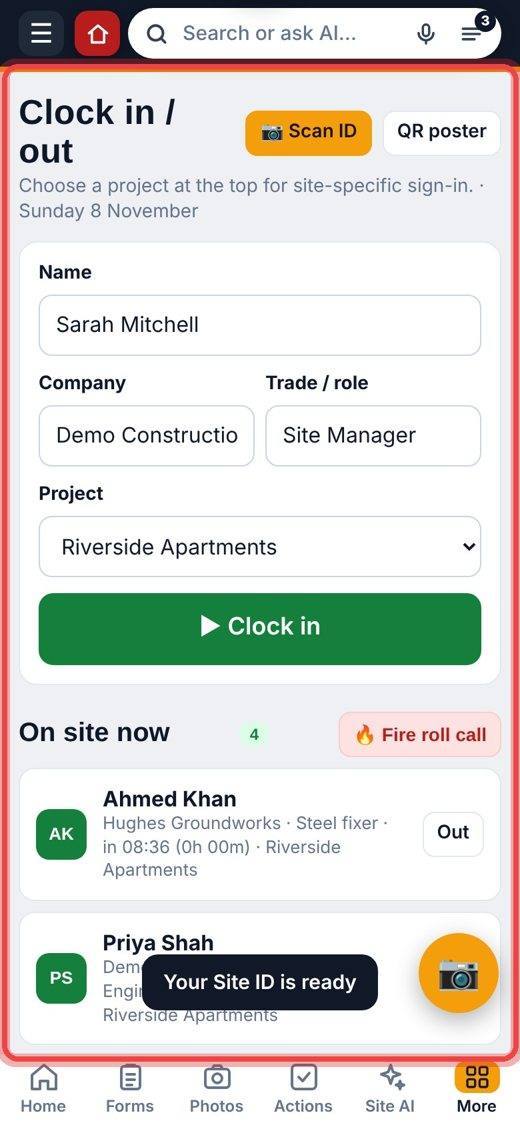 Search or ask AI...
3
Clock in /
out
Scan ID
QR poster
Choose a project at the top for site-specific sign-in. ·
Sunday 8 November
Name
Sarah Mitchell
Company
Trade / role
Demo Constructio
Site Manager
Project
Riverside Apartments
Clock in
On site now
4
Fire roll call
AK
Ahmed Khan
Hughes Groundworks · Steel fixer ·
in 08:36 (0h 00m) · Riverside
Apartments
Out
PS
Priya Shah
Riverside Apartments
Your Site ID is ready
Home
Forms
Photos
Actions
Site AI
More